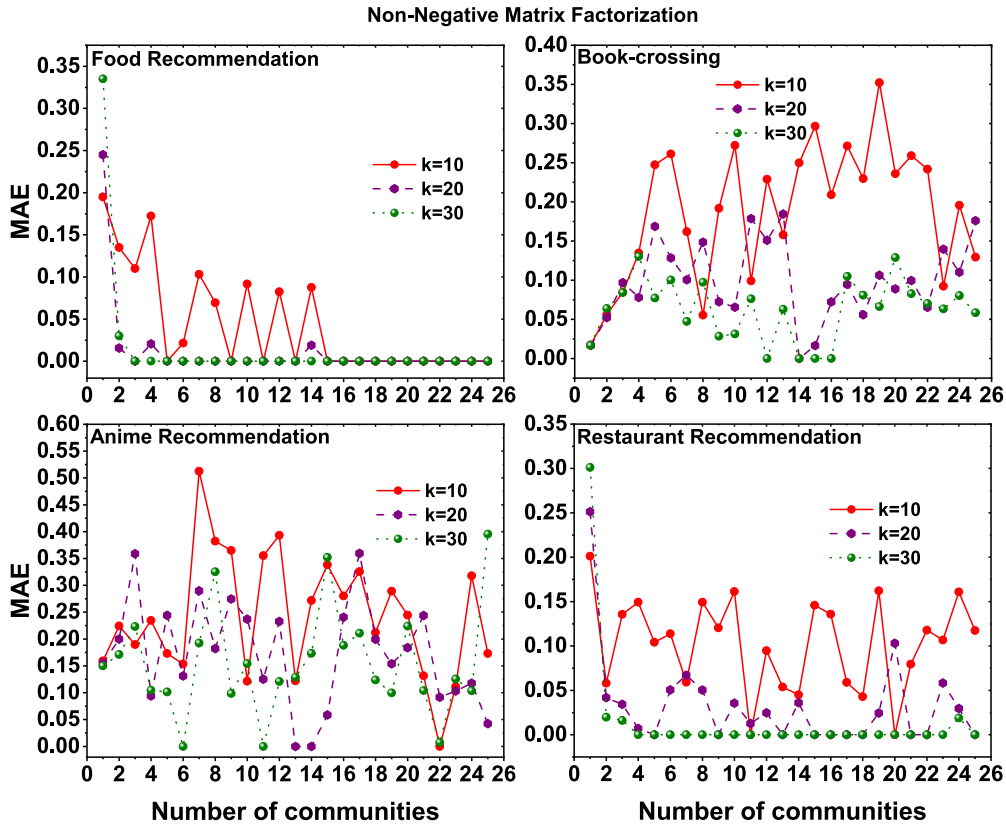 Non-Negative Matrix Factorization
Food Recommendation
MAE
0.35
0.30
0.25
0.20
0.15
0.10
0.05
0.00
k=10
k=20
k=30
0 2 4 6 8 10 12 14 16 18 20 22 24 26
Book-crossing
0.40
0.35
0.30
0.25
0.20
0.15
0.10
0.05
0.00
k=10
k=20
k=30
0 2 4 6 8 10 12 14 16 18 20 22 24 26
Anime Recommendation
MAE
0.60
0.55
0.50
0.45
0.40
0.35
0.30
0.25
0.20
0.15
0.10
0.05
0.00
k=10
k=20
k=30
0 2 4 6 8 10 12 14 16 18 20 22 24 26
Number of communities
Restaurant Recommendation
0.35
0.30
0.25
0.20
0.15
0.10
0.05
0.00
k=10
k=20
k=30
0 2 4 6 8 10 12 14 16 18 20 22 24 26
Number of communities